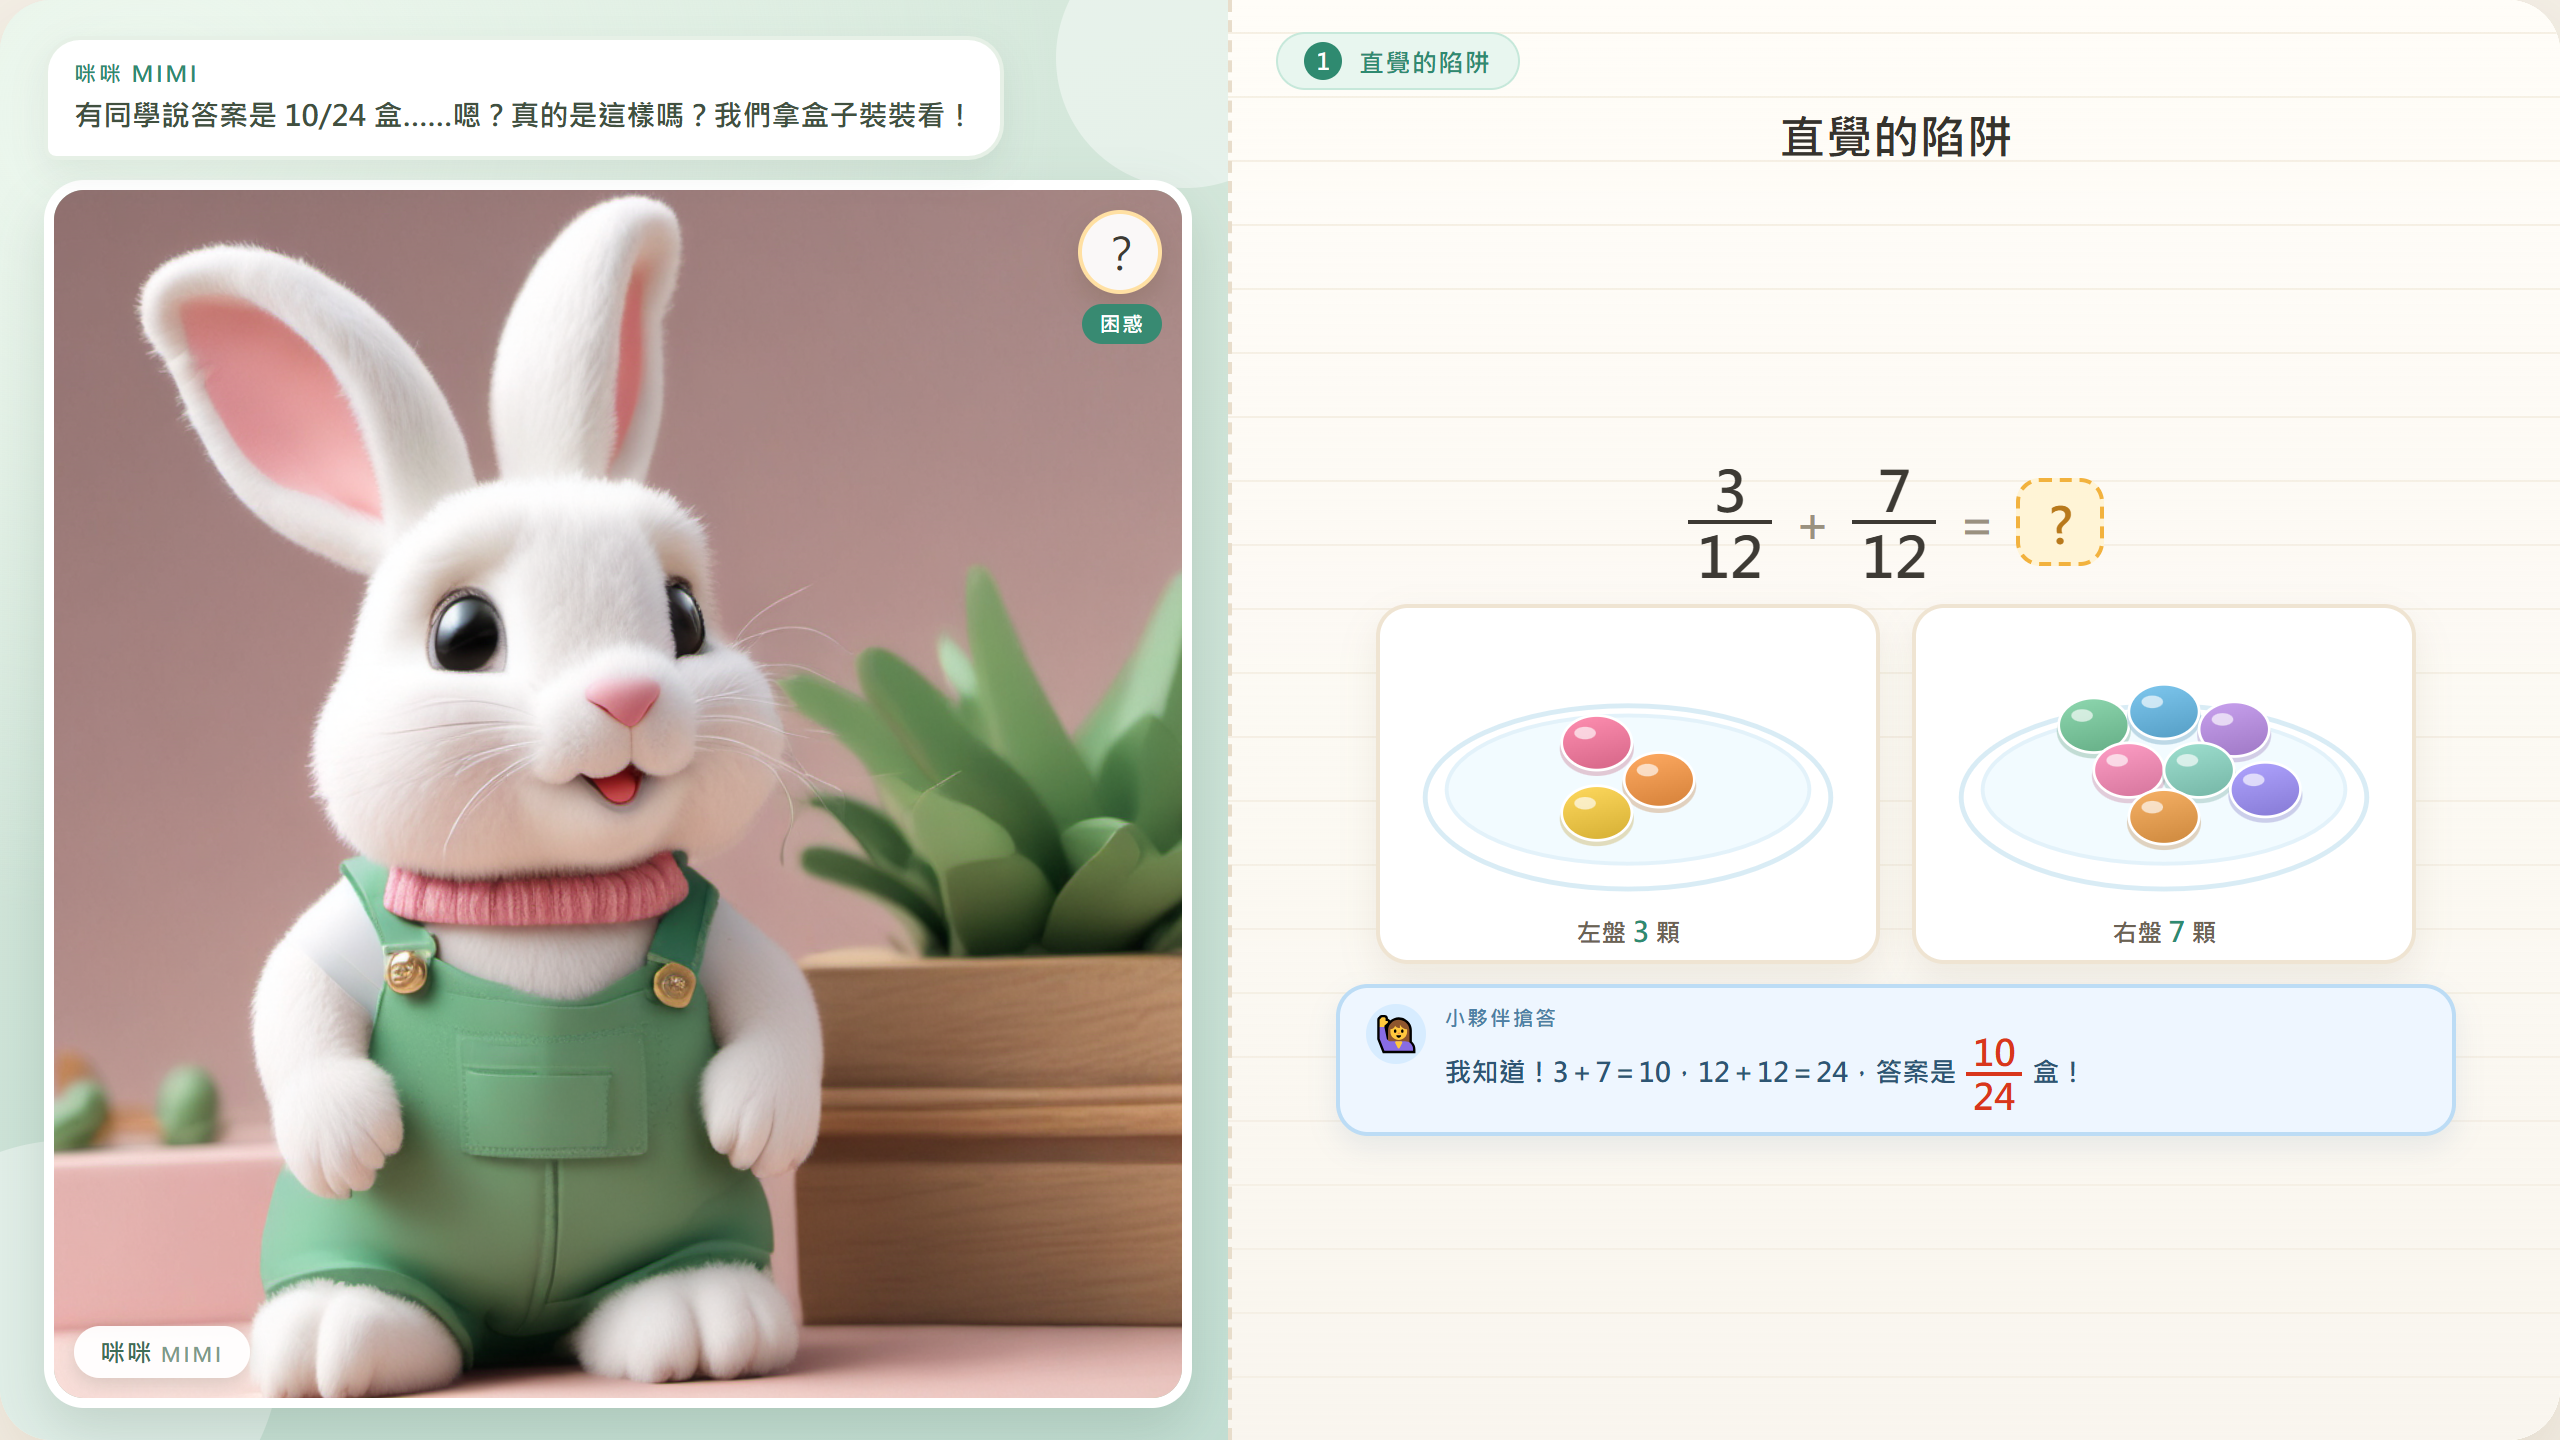 咪咪 MIMI
有同學說答案是 10/24 盒……嗯？真的是這樣嗎？我們拿盒子裝裝看！
?
困惑
咪咪 MIMI
1 直覺的陷阱
直覺的陷阱
3/12 + 7/12 = ?
左盤 3 顆
右盤 7 顆
小夥伴搶答
我知道！3+7=10，12+12=24，答案是 10/24 盒！